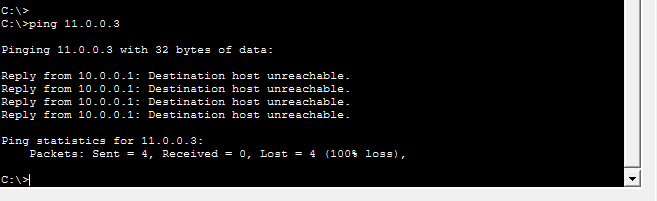 C:\>
C:\>ping 11.0.0.3
Pinging 11.0.0.3 with 32 bytes of data:
Reply from 10.0.0.1: Destination host unreachable.
Reply from 10.0.0.1: Destination host unreachable.
Reply from 10.0.0.1: Destination host unreachable.
Reply from 10.0.0.1: Destination host unreachable.
Ping statistics for 11.0.0.3:
    Packets: Sent = 4, Received = 0, Lost = 4 (100% loss),
C:\>